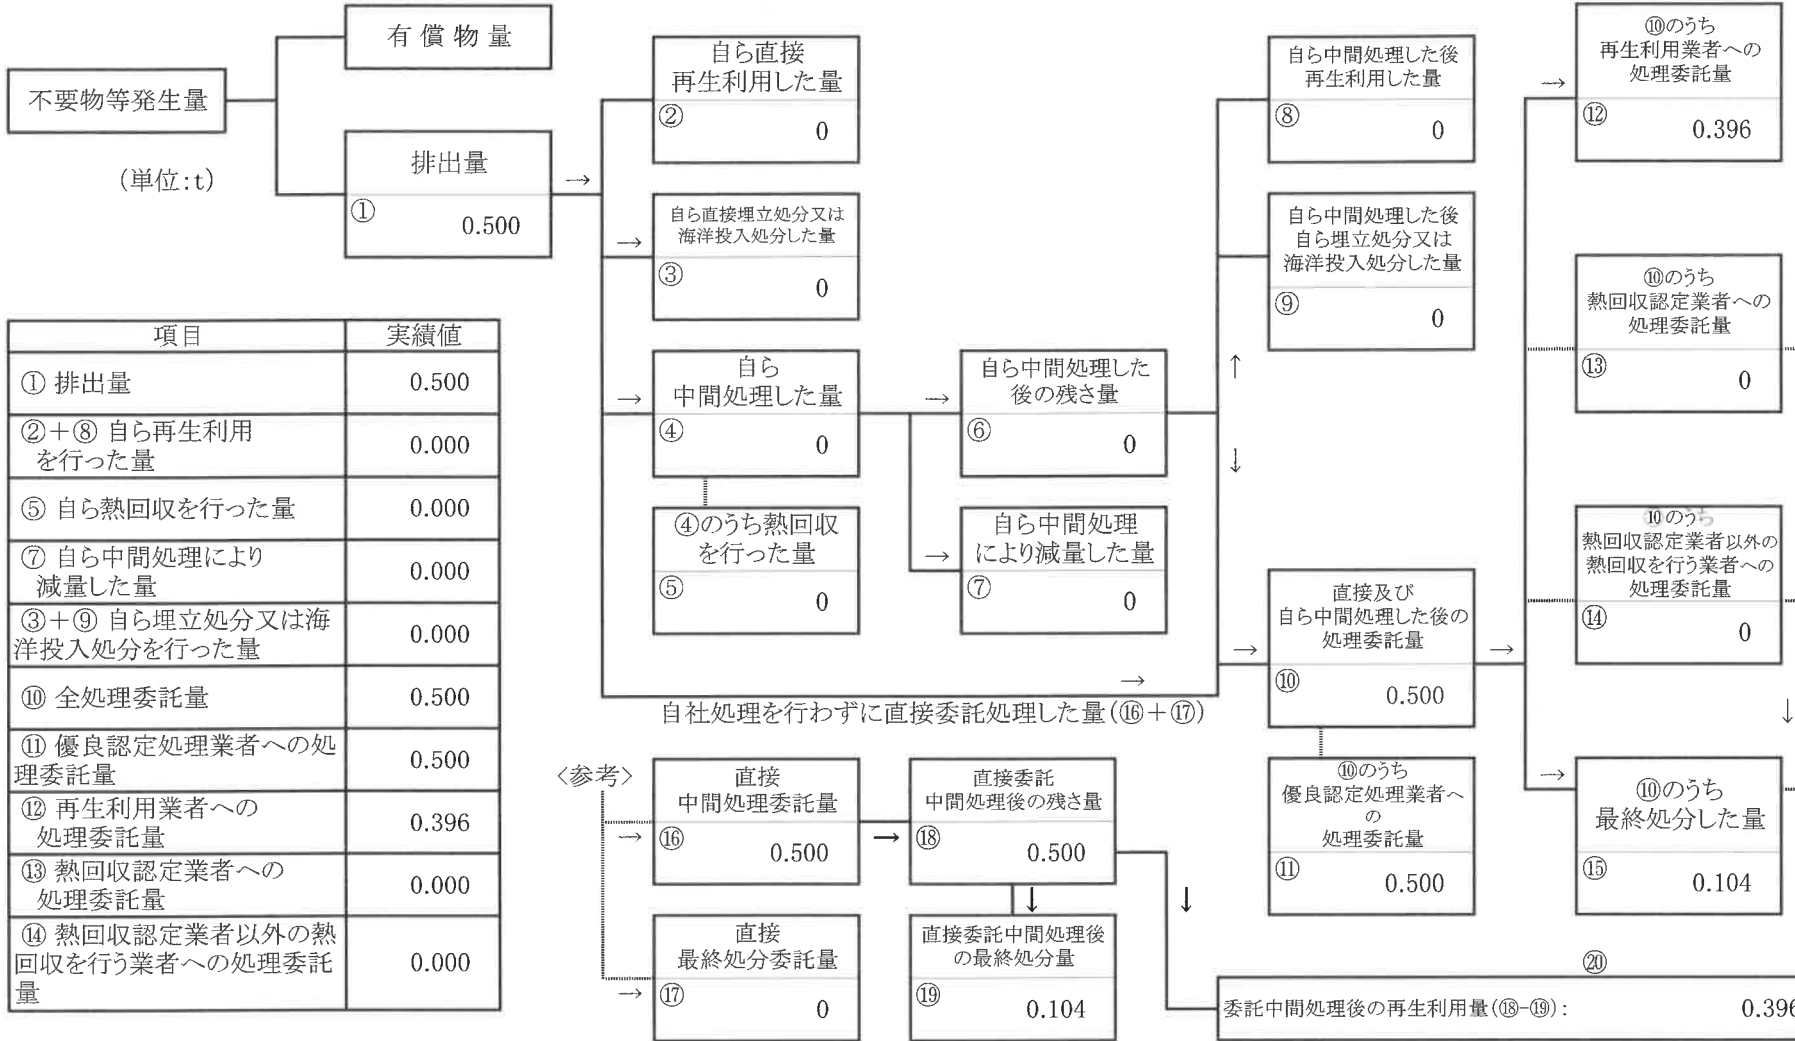 不要物等発生量
有償物量
(単位:t)
排出量
①
0.500
→
自ら直接
再生利用した量
②
0
→
自ら直接埋立処分又は
海洋投入処分した量
③
0
→
自ら
中間処理した量
④
0
④のうち熱回収
を行った量
⑤
0
→
自ら中間処理した
後の残さ量
⑥
0
→
自ら中間処理
により減量した量
⑦
0
自ら中間処理した後
再生利用した量
⑧
0
自ら中間処理した後
自ら埋立処分又は
海洋投入処分した量
⑨
0
↑
↓
→
自社処理を行わずに直接委託処理した量(⑯+⑰)
→
直接及び
自ら中間処理した後の
処理委託量
⑩
0.500
→
⑩のうち
優良認定処理業者へ
の
処理委託量
⑪
0.500
→
⑩のうち
再生利用業者への
処理委託量
⑫
0.396
⑩のうち
熱回収認定業者への
処理委託量
⑬
0
⑩のうち
熱回収認定業者以外の
熱回収を行う業者への
処理委託量
⑭
0
↓
→
⑩のうち
最終処分した量
⑮
0.104
項目 実績値
① 排出量 0.500
②+⑧ 自ら再生利用
を行った量 0.000
⑤ 自ら熱回収を行った量 0.000
⑦ 自ら中間処理により
減量した量 0.000
③+⑨ 自ら埋立処分又は海
洋投入処分を行った量 0.000
⑩ 全処理委託量 0.500
⑪ 優良認定処理業者への処
理委託量 0.500
⑫ 再生利用業者への
処理委託量 0.396
⑬ 熱回収認定業者への
処理委託量 0.000
⑭ 熱回収認定業者以外の熱
回収を行う業者への処理委託
量 0.000
〈参考〉
→
直接
中間処理委託量
⑯
0.500
→
直接委託
中間処理後の残さ量
⑱
0.500
→
直接
最終処分委託量
⑰
0
↓
直接委託中間処理後
の最終処分量
⑲
0.104
↓
⑳
委託中間処理後の再生利用量(⑱-⑲): 0.396